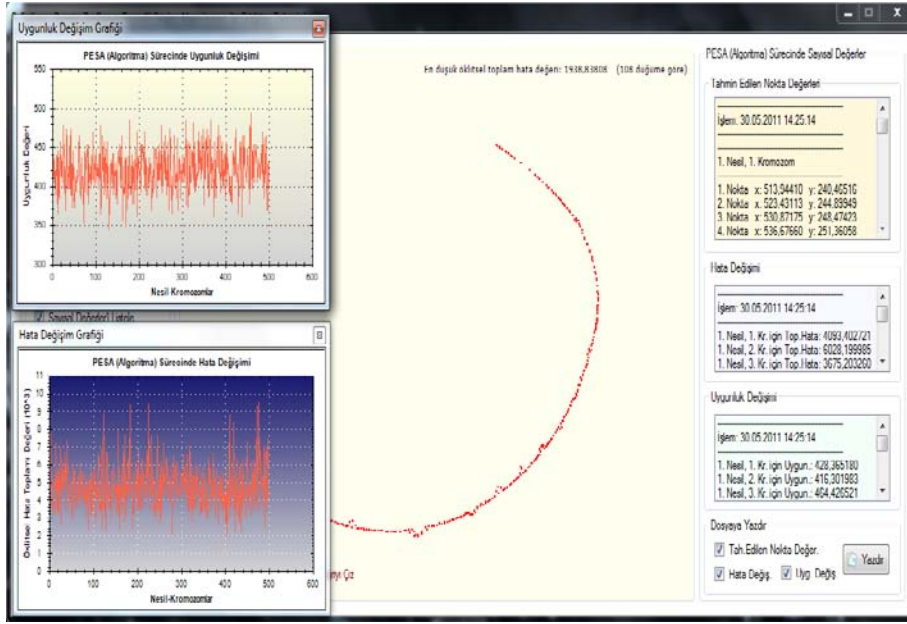 Uygunluk Değişim Grafiği
PESA (Algoritma) Sürecinde Uygunluk Değişimi
Uygunluk Değeri
550
500
450
400
350
300
0 100 200 300 400 500 600
Nesil-Kromozomlar
Sayısal Değerleri Listele
Hata Değişim Grafiği
PESA (Algoritma) Sürecinde Hata Değişimi
Öklitsel Hata Toplamı Değeri (10^3)
11
10
9
8
7
6
5
4
3
2
1
0
0 100 200 300 400 500 600
Nesil-Kromozomlar
En düşük öklitsel toplam hata değeri: 1938,83808 (108 düğüme göre)
Çiz
PESA (Algoritma) Sürecinde Sayısal Değerler
Tahmin Edilen Nokta Değerleri
İşlem: 30.05.2011 14:25:14
1. Nesil, 1. Kromozom
1. Nokta x: 513,94410 y: 240,46516
2. Nokta x: 523,43113 y: 244,89949
3. Nokta x: 530,87175 y: 248,47423
4. Nokta x: 536,67660 y: 251,36058
Hata Değişimi
İşlem: 30.05.2011 14:25:14
1. Nesil, 1. Kr. için Top.Hata: 4093,402721
1. Nesil, 2. Kr. için Top.Hata: 6028,199985
1. Nesil, 3. Kr. için Top.Hata: 3675,203260
Uygunluk Değişimi
İşlem: 30.05.2011 14:25:14
1. Nesil, 1. Kr. için Uygun.: 428,365180
1. Nesil, 2. Kr. için Uygun.: 416,301983
1. Nesil, 3. Kr. için Uygun.: 464,426521
Dosyaya Yazdır
Tah.Edilen Nokta Değer.
Hata Değiş. Uyg. Değiş
Yazdır